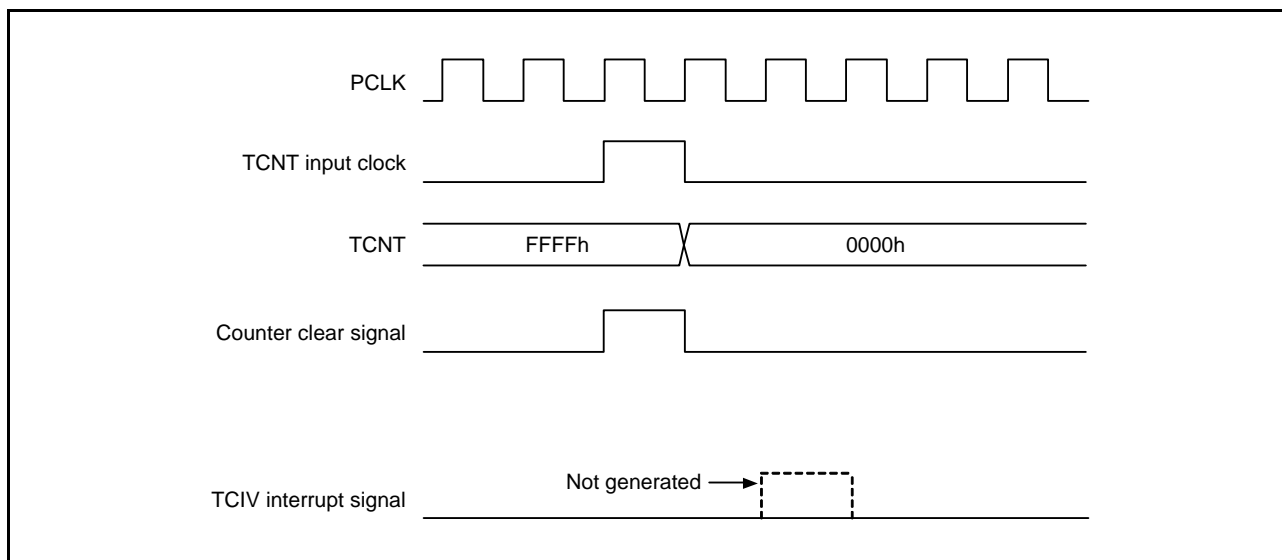 PCLK
TCNT input clock
TCNT
FFFFh
0000h
Counter clear signal
Not generated
TCIV interrupt signal